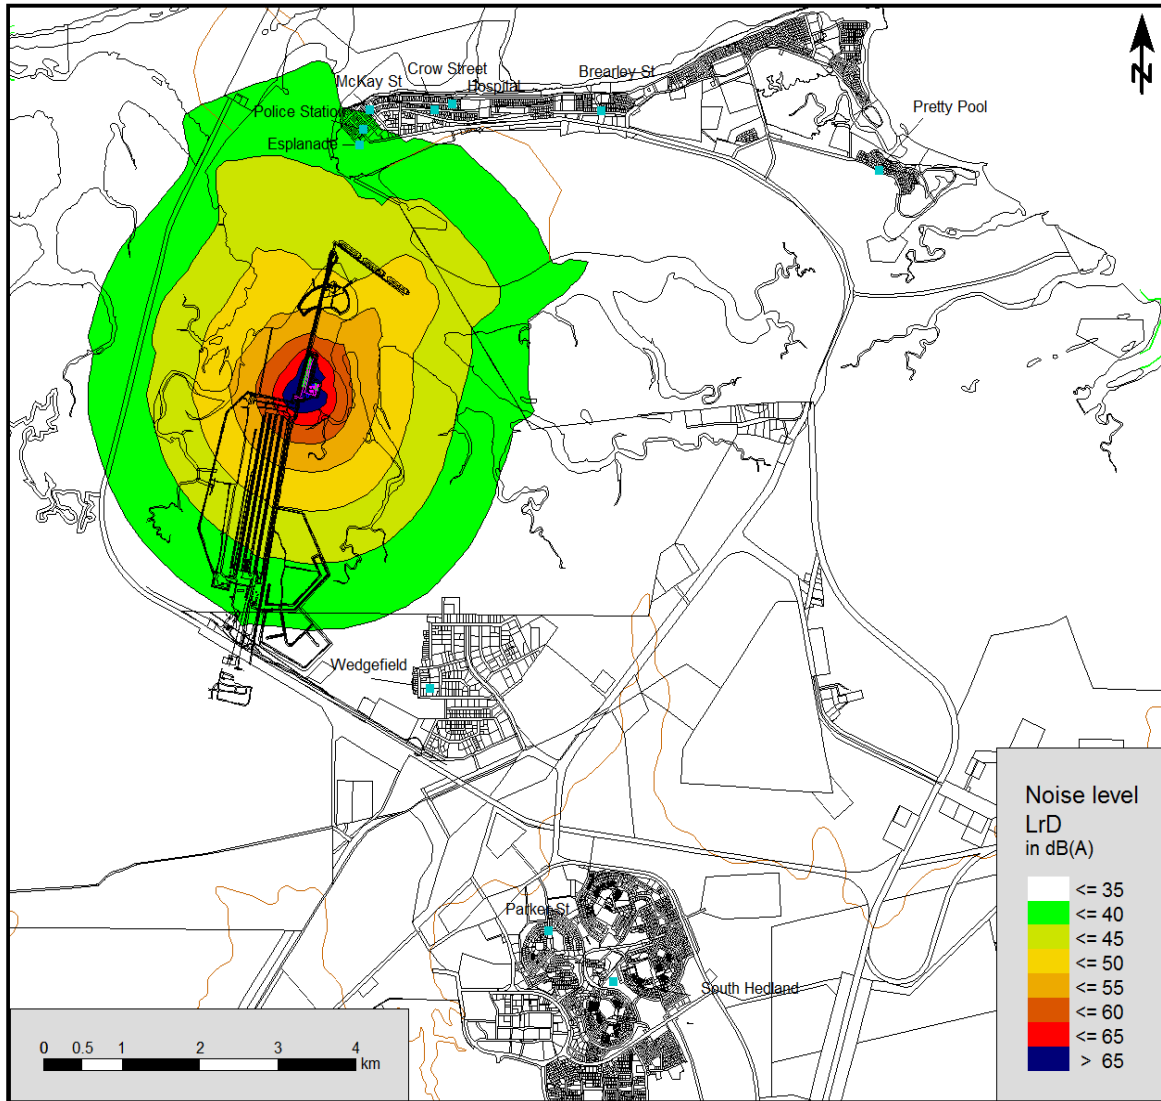 N
Crow Street
McKay St
Hospital
Brearley St
Police Station
Pretty Pool
Esplanade
Wedgefield
Parker St
South Hedland
Noise level
LrD
in dB(A)
<= 35
<= 40
<= 45
<= 50
<= 55
<= 60
<= 65
> 65
0 0.5 1 2 3 4
km